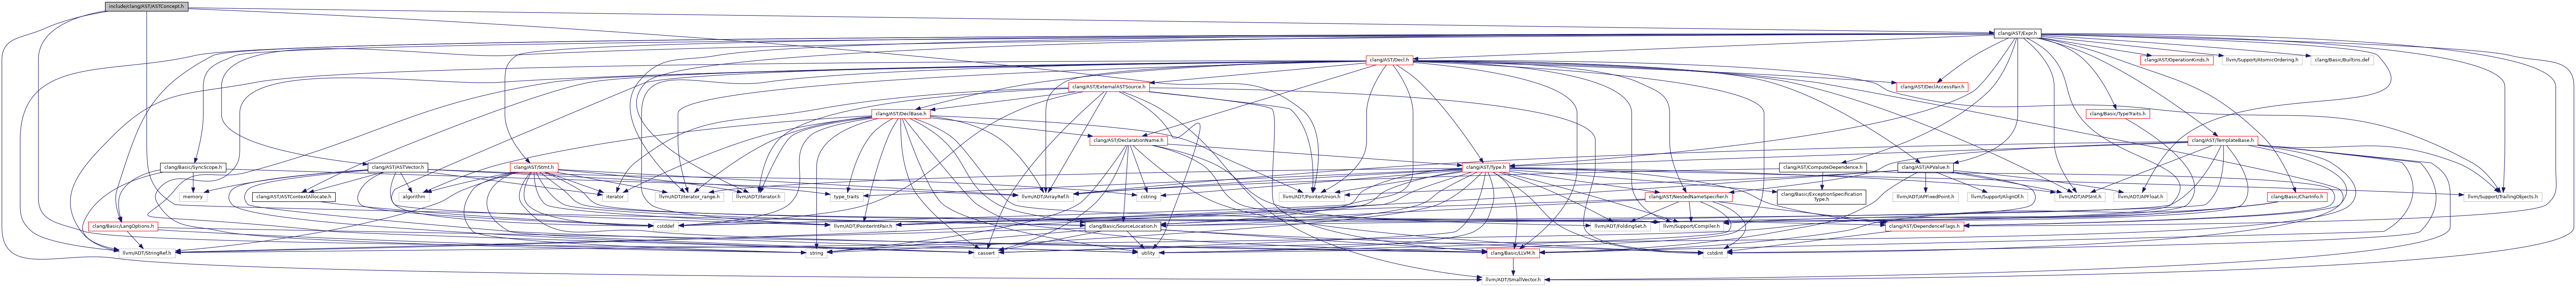 include/clang/AST/ASTConcept.h
clang/AST/Expr.h
clang/AST/Decl.h
clang/AST/OperationKinds.h
llvm/Support/AtomicOrdering.h
clang/Basic/Builtins.def
clang/AST/ExternalASTSource.h
clang/AST/DeclAccessPair.h
clang/AST/DeclBase.h
clang/Basic/TypeTraits.h
clang/AST/DeclarationName.h
clang/AST/TemplateBase.h
clang/Basic/SyncScope.h
clang/AST/ASTVector.h
clang/AST/Stmt.h
clang/AST/Type.h
clang/AST/ComputeDependence.h
clang/AST/APValue.h
memory
clang/AST/ASTContextAllocate.h
algorithm
iterator
llvm/ADT/iterator_range.h
llvm/ADT/iterator.h
type_traits
llvm/ADT/ArrayRef.h
cstring
llvm/ADT/PointerUnion.h
clang/AST/NestedNameSpecifier.h
clang/Basic/ExceptionSpecification
Type.h
llvm/ADT/APFixedPoint.h
llvm/Support/AlignOf.h
llvm/ADT/APSInt.h
llvm/ADT/APFloat.h
clang/Basic/CharInfo.h
llvm/Support/TrailingObjects.h
clang/Basic/LangOptions.h
cstddef
llvm/ADT/PointerIntPair.h
clang/Basic/SourceLocation.h
llvm/ADT/FoldingSet.h
llvm/Support/Compiler.h
clang/AST/DependenceFlags.h
llvm/ADT/StringRef.h
string
cassert
utility
clang/Basic/LLVM.h
cstdint
llvm/ADT/SmallVector.h